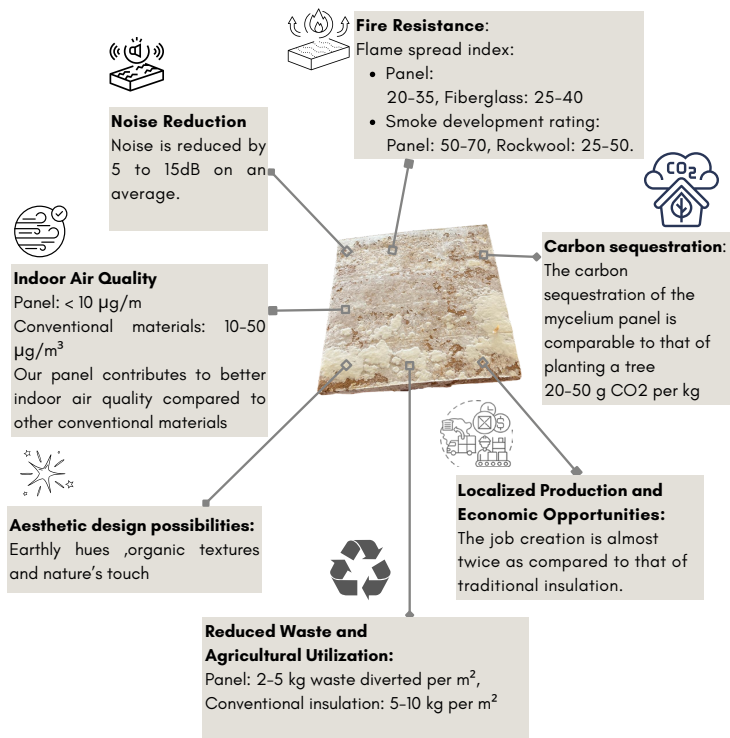 Fire Resistance:
Flame spread index:
• Panel:
20-35, Fiberglass: 25-40
• Smoke development rating:
Panel: 50-70, Rockwool: 25-50.
Noise Reduction
Noise is reduced by
5 to 15dB on an
average.
CO₂
Carbon sequestration:
The carbon
sequestration of the
mycelium panel is
comparable to that of
planting a tree
20-50 g CO2 per kg
Indoor Air Quality
Panel: < 10 µg/m
Conventional materials: 10-50
µg/m³
Our panel contributes to better
indoor air quality compared to
other conventional materials
Aesthetic design possibilities:
Earthly hues ,organic textures
and nature's touch
Localized Production and
Economic Opportunities:
The job creation is almost
twice as compared to that of
traditional insulation.
Reduced Waste and
Agricultural Utilization:
Panel: 2-5 kg waste diverted per m²,
Conventional insulation: 5-10 kg per m²